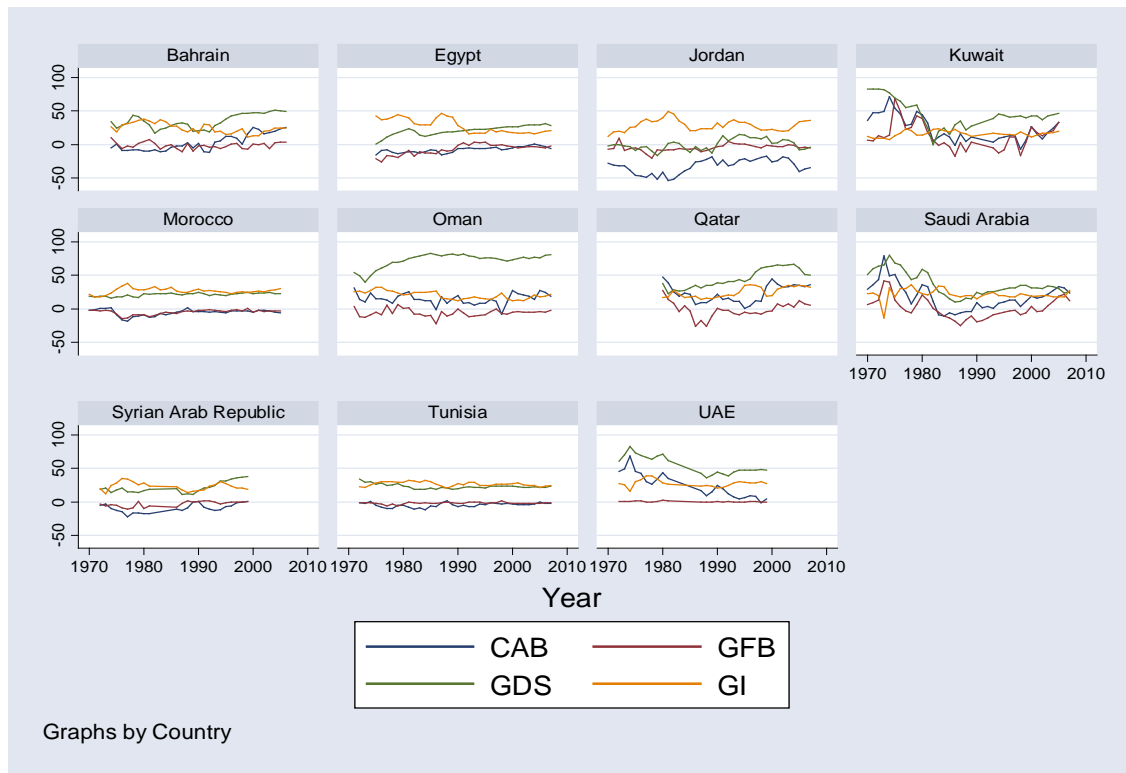 Bahrain Egypt Jordan Kuwait
100
50
0
-50
Morocco Oman Qatar Saudi Arabia
100
50
0
-50
1970 1980 1990 2000 2010
Syrian Arab Republic Tunisia UAE
100
50
0
-50
1970 1980 1990 2000 2010 1970 1980 1990 2000 2010 1970 1980 1990 2000 2010
Year
CAB GFB
GDS GI
Graphs by Country